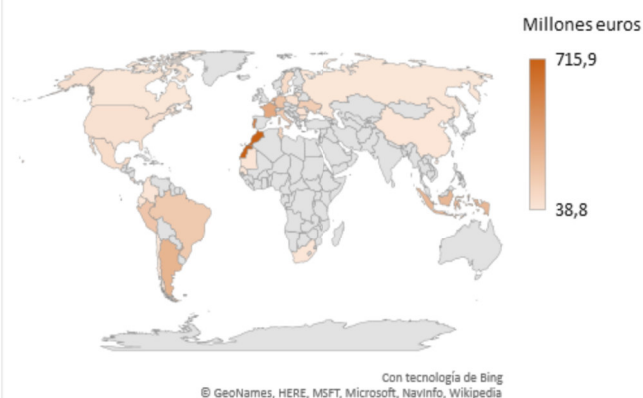 Millones euros
715,9
38,8
Con tecnología de Bing
© GeoNames, HERE, MSFT, Microsoft, NavInfo, Wikipedia